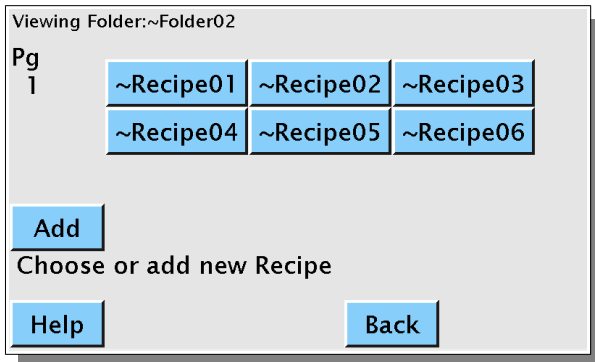 Viewing Folder:~Folder02
Pg
1
~Recipe01 ~Recipe02 ~Recipe03
~Recipe04 ~Recipe05 ~Recipe06
Add
Choose or add new Recipe
Help Back